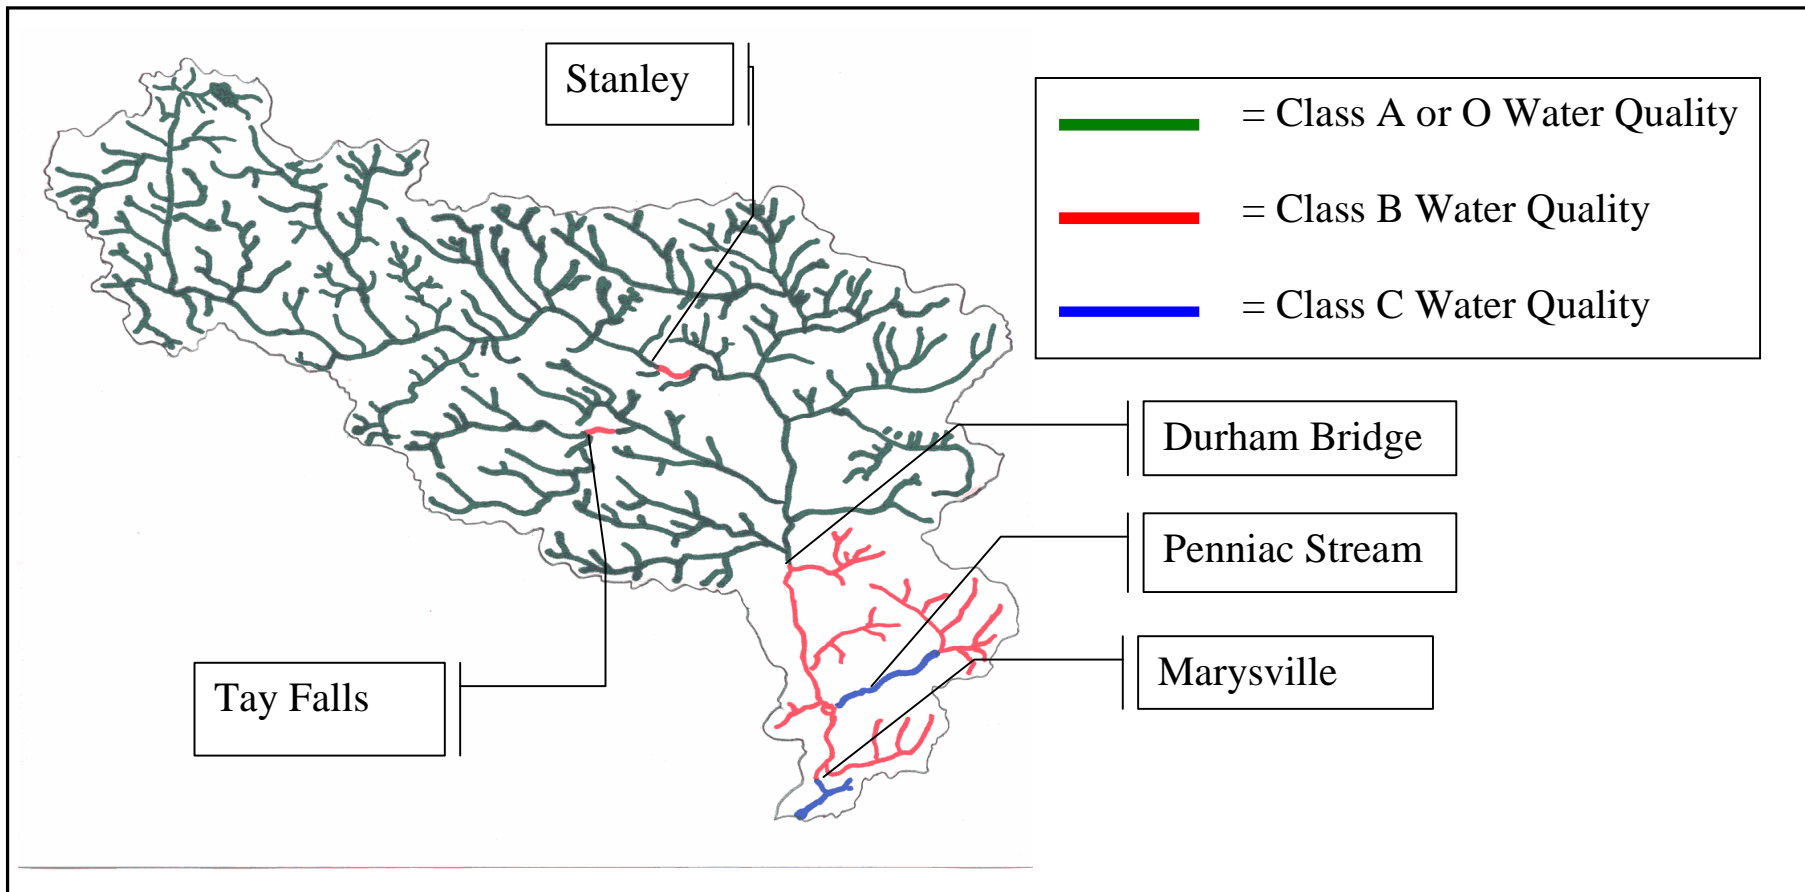 Stanley
= Class A or O Water Quality
= Class B Water Quality
= Class C Water Quality
Durham Bridge
Penniac Stream
Marysville
Tay Falls